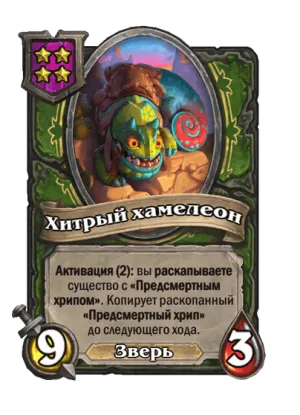 Хитрый хамелеон
Активация (2): вы раскапываете
существо с «Предсмертным
хрипом». Копирует раскопанный
«Предсмертный хрип»
до следующего хода.
9
Зверь
3